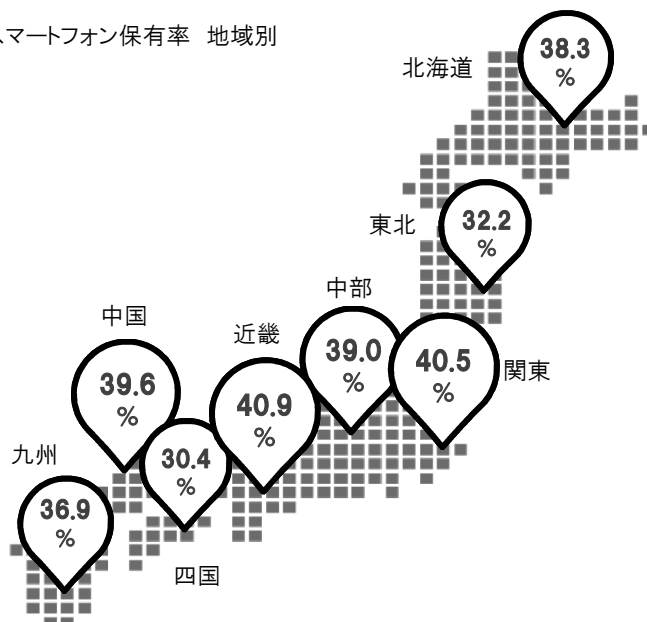 スマートフォン保有率 地域別
北海道
38.3
%
東北
32.2
%
中部
39.0
%
関東
40.5
%
近畿
40.9
%
中国
39.6
%
四国
30.4
%
九州
36.9
%